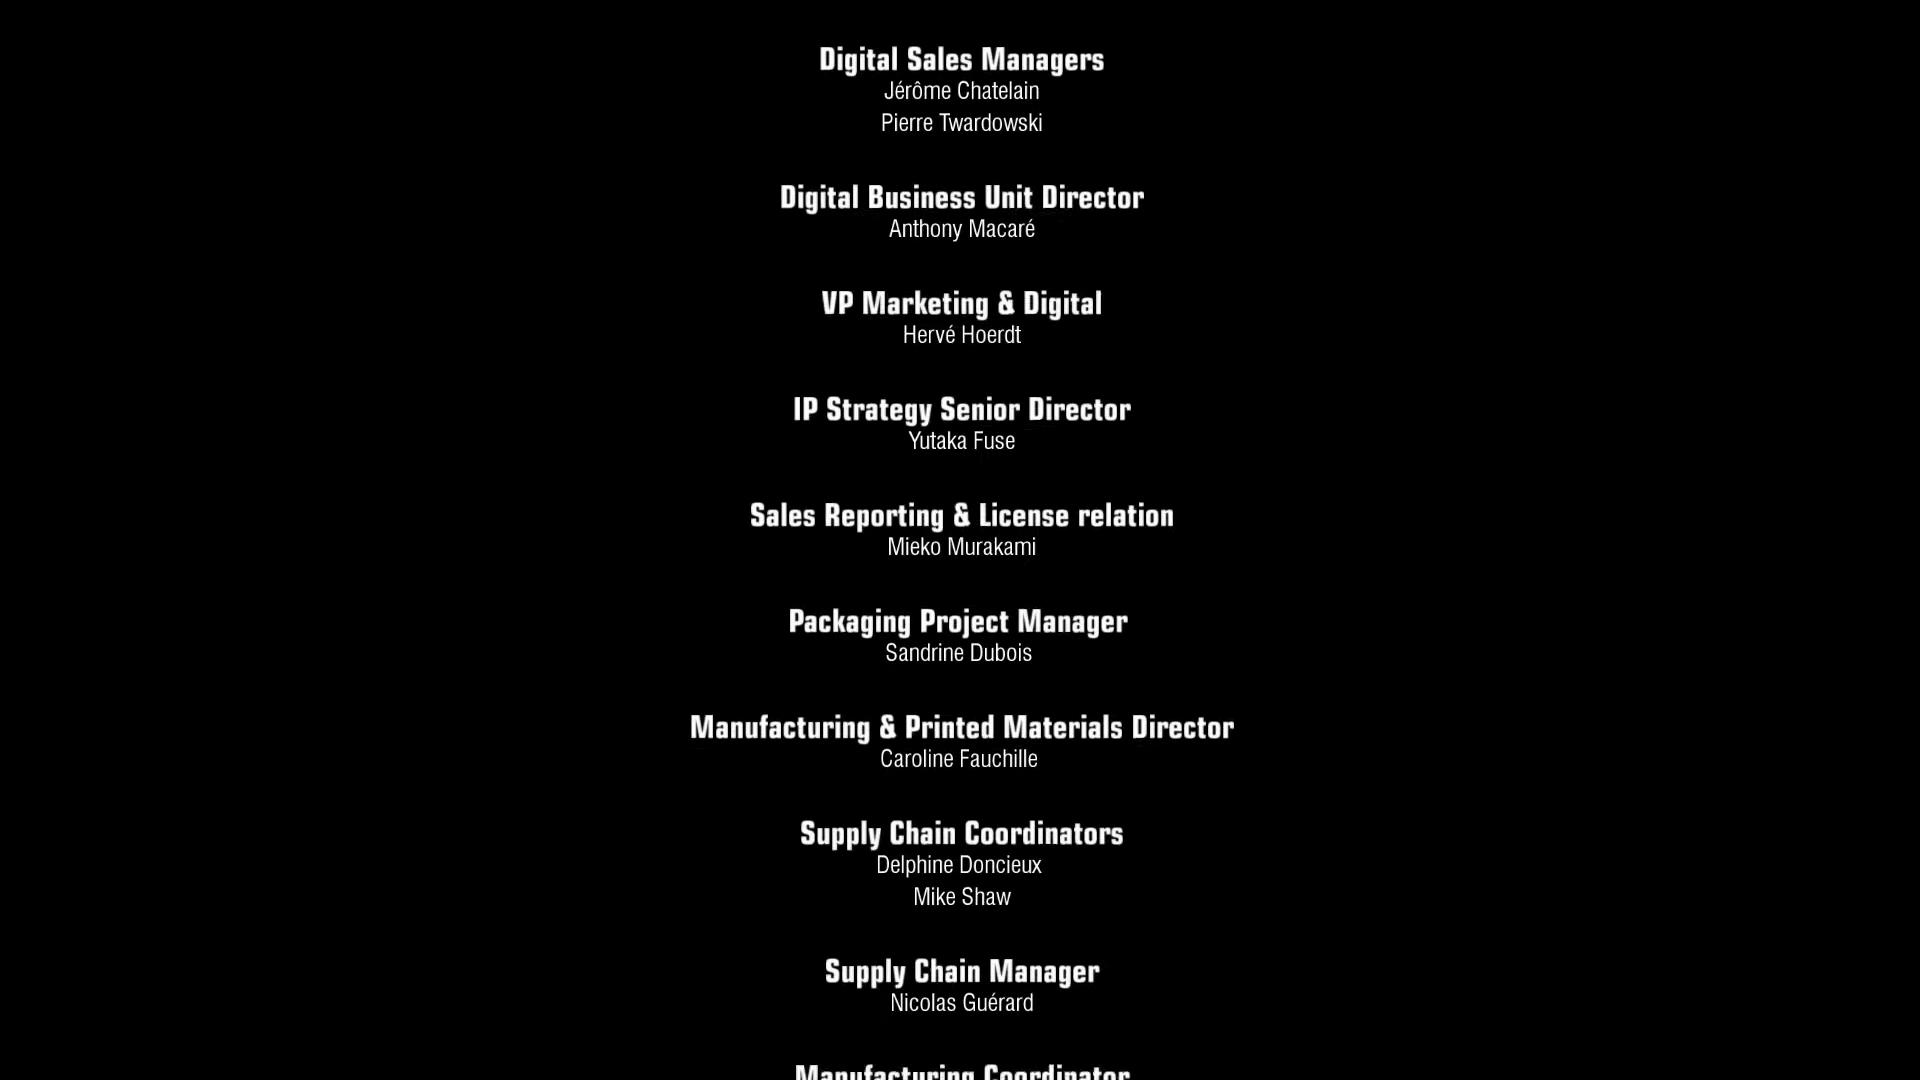 Digital Sales Managers
Jérôme Chatelain
Pierre Twardowski
Digital Business Unit Director
Anthony Macaré
VP Marketing & Digital
Hervé Hoerdt
IP Strategy Senior Director
Yutaka Fuse
Sales Reporting & License relation
Mieko Murakami
Packaging Project Manager
Sandrine Dubois
Manufacturing & Printed Materials Director
Caroline Fauchille
Supply Chain Coordinators
Delphine Doncieux
Mike Shaw
Supply Chain Manager
Nicolas Guérard
Manufacturing Coordinator